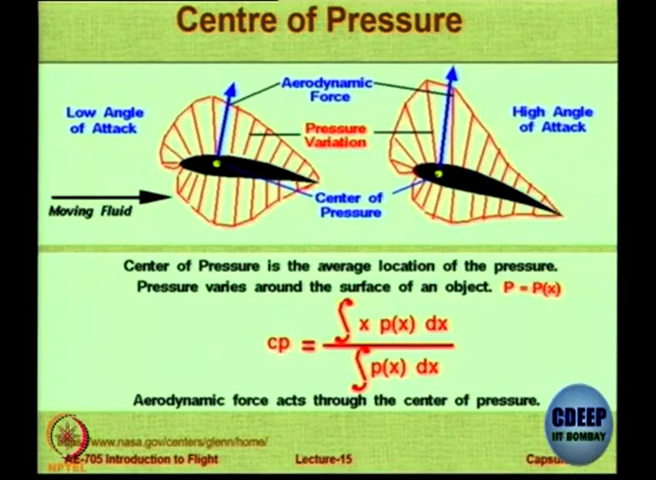 Centre of Pressure
Aerodynamic
Force
Low Angle
of Attack
High Angle
of Attack
Pressure
Variation
Center of
Pressure
Moving Fluid
Center of Pressure is the average location of the pressure.
Pressure varies around the surface of an object. P = P(x)
cp = ∫ x p(x) dx
∫ p(x) dx
Aerodynamic force acts through the center of pressure.
CDEEP
IIT BOMBAY
www.nasa.gov/centers/glenn/home/
AE-705 Introduction to Flight
Lecture-15
NPTEL